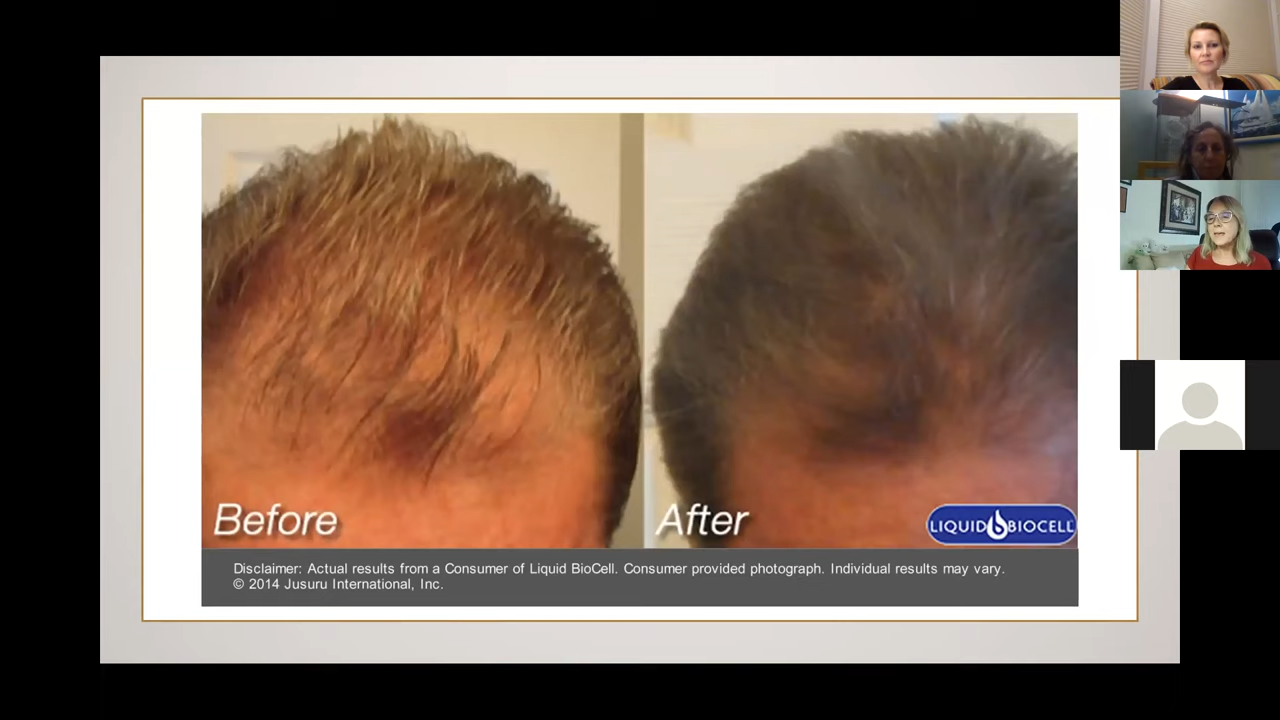 Before
After
LIQUID BIOCELL
Disclaimer: Actual results from a Consumer of Liquid BioCell. Consumer provided photograph. Individual results may vary.
© 2014 Jusuru International, Inc.